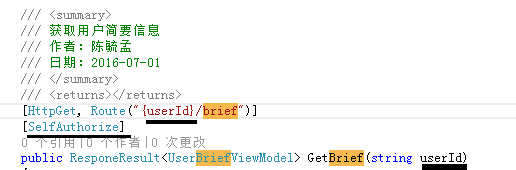 /// <summary>
/// 获取用户简要信息
/// 作者：陈毓孟
/// 日期：2016-07-01
/// </summary>
/// <returns></returns>
[HttpGet, Route("{userId}/brief")]
[SelfAuthorize]
0 个引用|0 个作者|0 次更改
public ResponeResult<UserBriefViewModel> GetBrief(string userId)